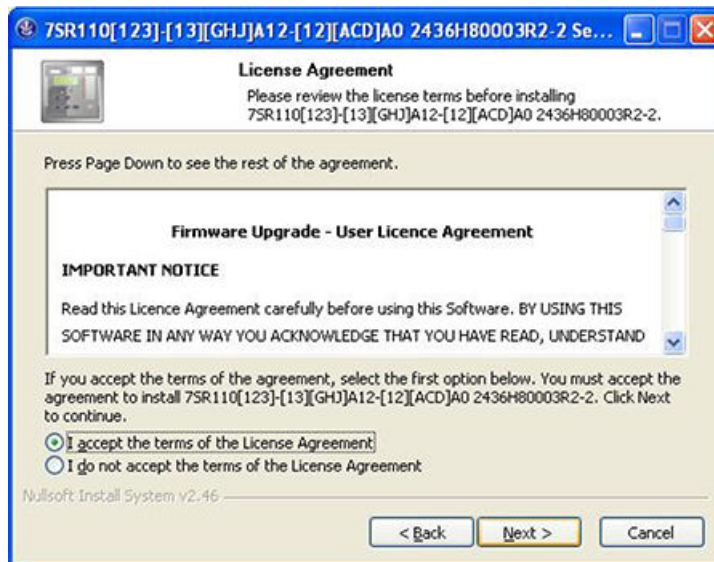 7SR110[123]-[13][GHJ]A12-[12][ACD]A0 2436H80003R2-2 Se...
License Agreement
Please review the license terms before installing
7SR110[123]-[13][GHJ]A12-[12][ACD]A0 2436H80003R2-2.
Press Page Down to see the rest of the agreement.
Firmware Upgrade - User Licence Agreement
IMPORTANT NOTICE
Read this Licence Agreement carefully before using this Software. BY USING THIS
SOFTWARE IN ANY WAY YOU ACKNOWLEDGE THAT YOU HAVE READ, UNDERSTAND
If you accept the terms of the agreement, select the first option below. You must accept the
agreement to install 7SR110[123]-[13][GHJ]A12-[12][ACD]A0 2436H80003R2-2. Click Next
to continue.
I accept the terms of the License Agreement
I do not accept the terms of the License Agreement
Nullsoft Install System v2.46
< Back
Next >
Cancel